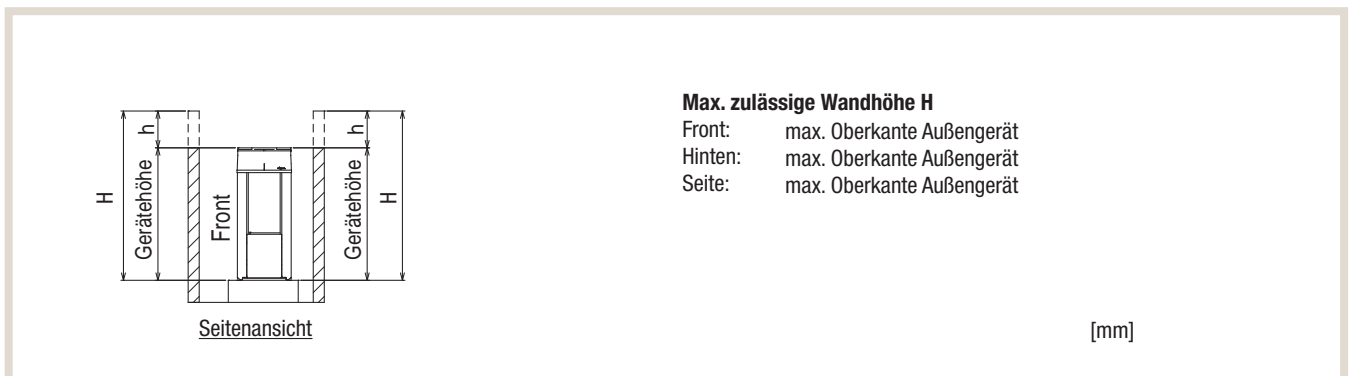 Max. zulässige Wandhöhe H
Front: max. Oberkante Außengerät
Hinten: max. Oberkante Außengerät
Seite: max. Oberkante Außengerät
H
h
Gerätehöhe
Front
h
Gerätehöhe
H
Seitenansicht
[mm]